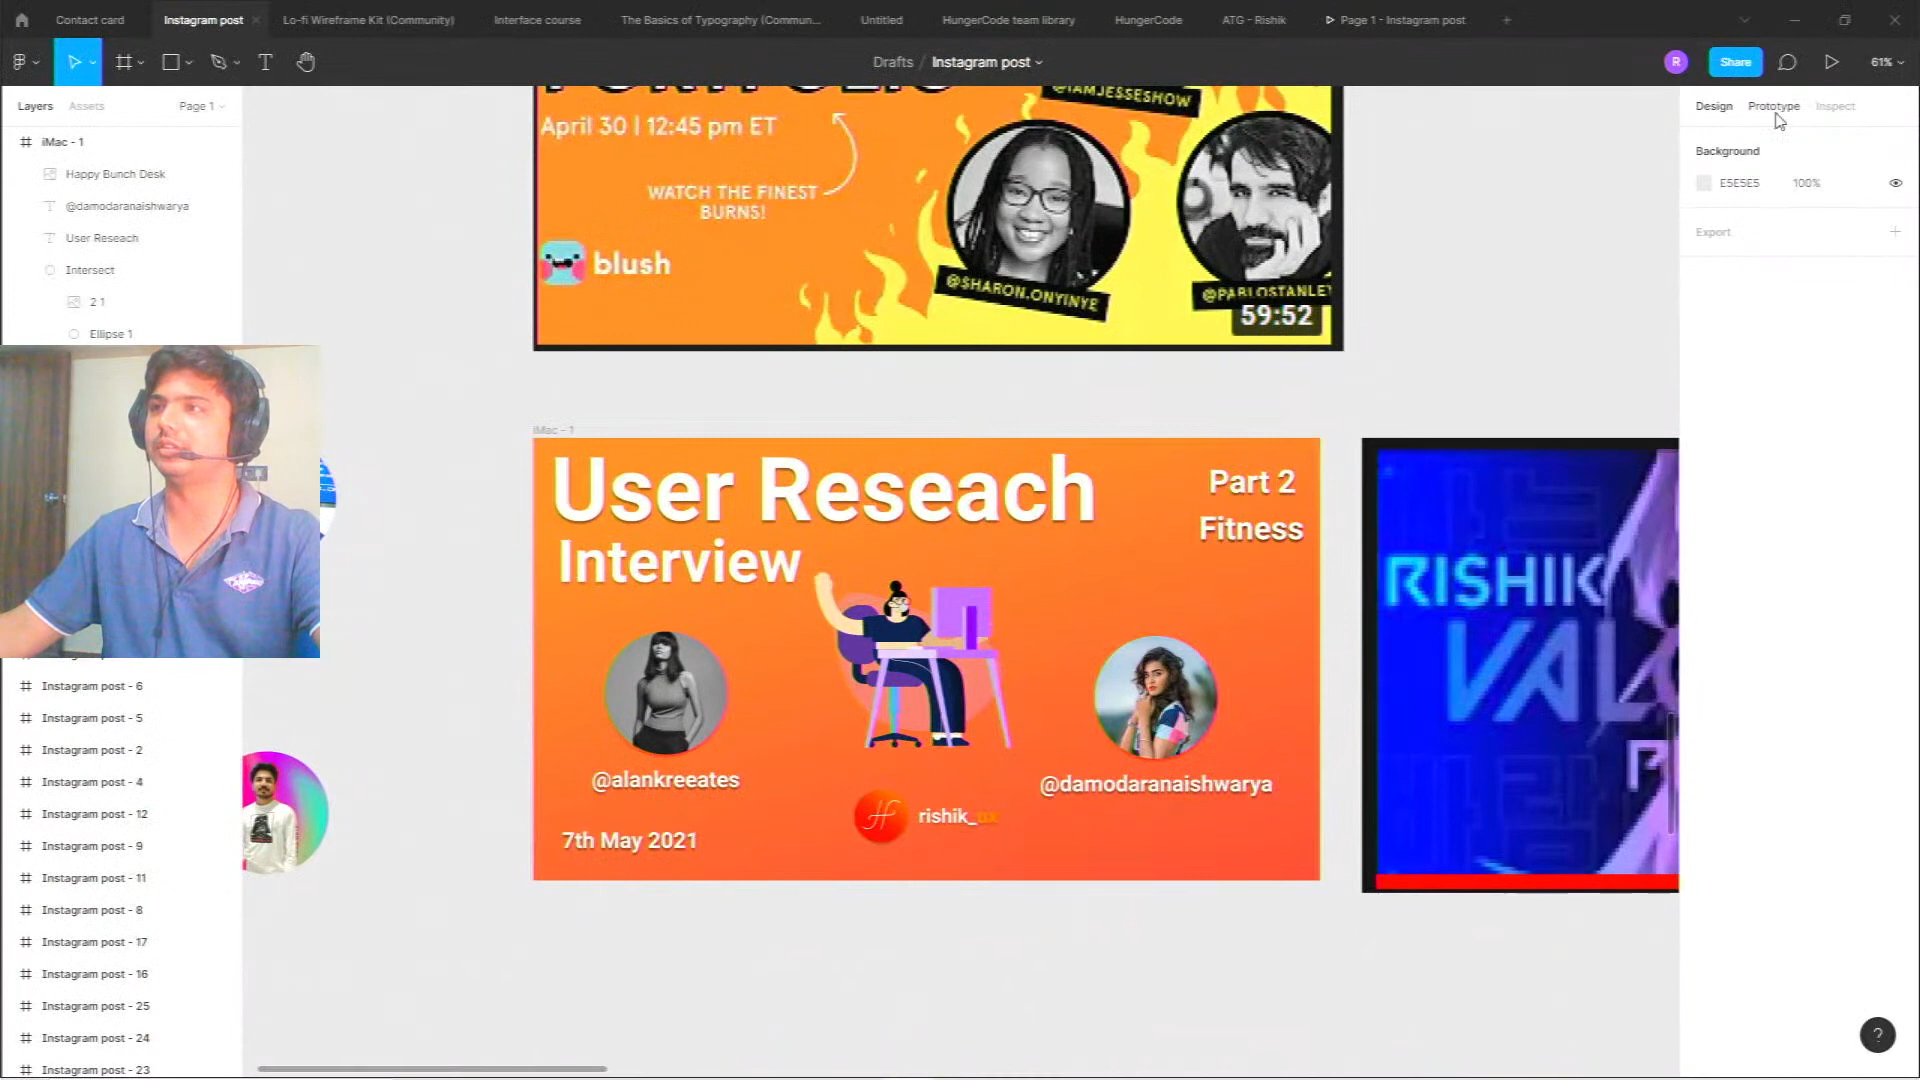 Contact card
Instagram post
Lo-fi Wireframe Kit (Community)
Interface course
The Basics of Typography (Commun...
Untitled
HungerCode team library
HungerCode
ATG - Rishik
Page 1 - Instagram post
Drafts / Instagram post
R
Share
61%
Layers
Assets
Page 1
iMac - 1
Happy Bunch Desk
@damodaranaishwarya
User Reseach
Intersect
2 1
Ellipse 1
Instagram post - 6
Instagram post - 5
Instagram post - 2
Instagram post - 4
Instagram post - 12
Instagram post - 9
Instagram post - 11
Instagram post - 8
Instagram post - 17
Instagram post - 16
Instagram post - 25
Instagram post - 24
Instagram post - 23
PORTFOLIO
April 30 | 12:45 pm ET
WATCH THE FINEST
BURNS!
blush
@IAMJESSESHOW
@SHARON.ONYINYE
@PABLOSTANLEY
59:52
iMac - 1
User Reseach
Interview
Part 2
Fitness
@alankreeates
@damodaranaishwarya
rishik_ux
7th May 2021
RISHIK
VAL
P
Design
Prototype
Inspect
Background
E5E5E5
100%
Export
?